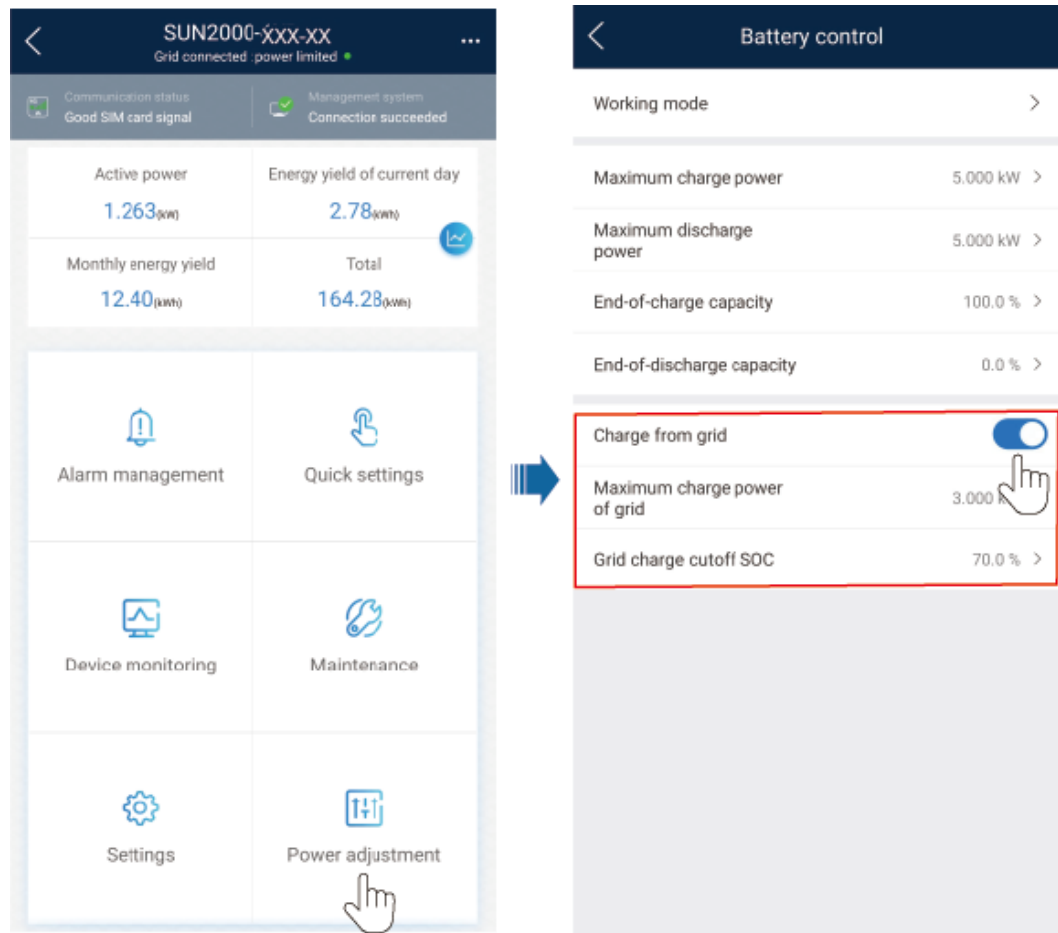 SUN2000-XXX-XX
Grid connected :power limited
Communication status
Good SIM card signal
Management system
Connection succeeded
Active power
1.263(kW)
Energy yield of current day
2.78(kWh)
Monthly energy yield
12.40(kWh)
Total
164.28(kWh)
Alarm management
Quick settings
Device monitoring
Maintenance
Settings
Power adjustment
Battery control
Working mode
Maximum charge power
5.000 kW
Maximum discharge
power
5.000 kW
End-of-charge capacity
100.0 %
End-of-discharge capacity
0.0 %
Charge from grid
Maximum charge power
of grid
3.000
Grid charge cutoff SOC
70.0 %